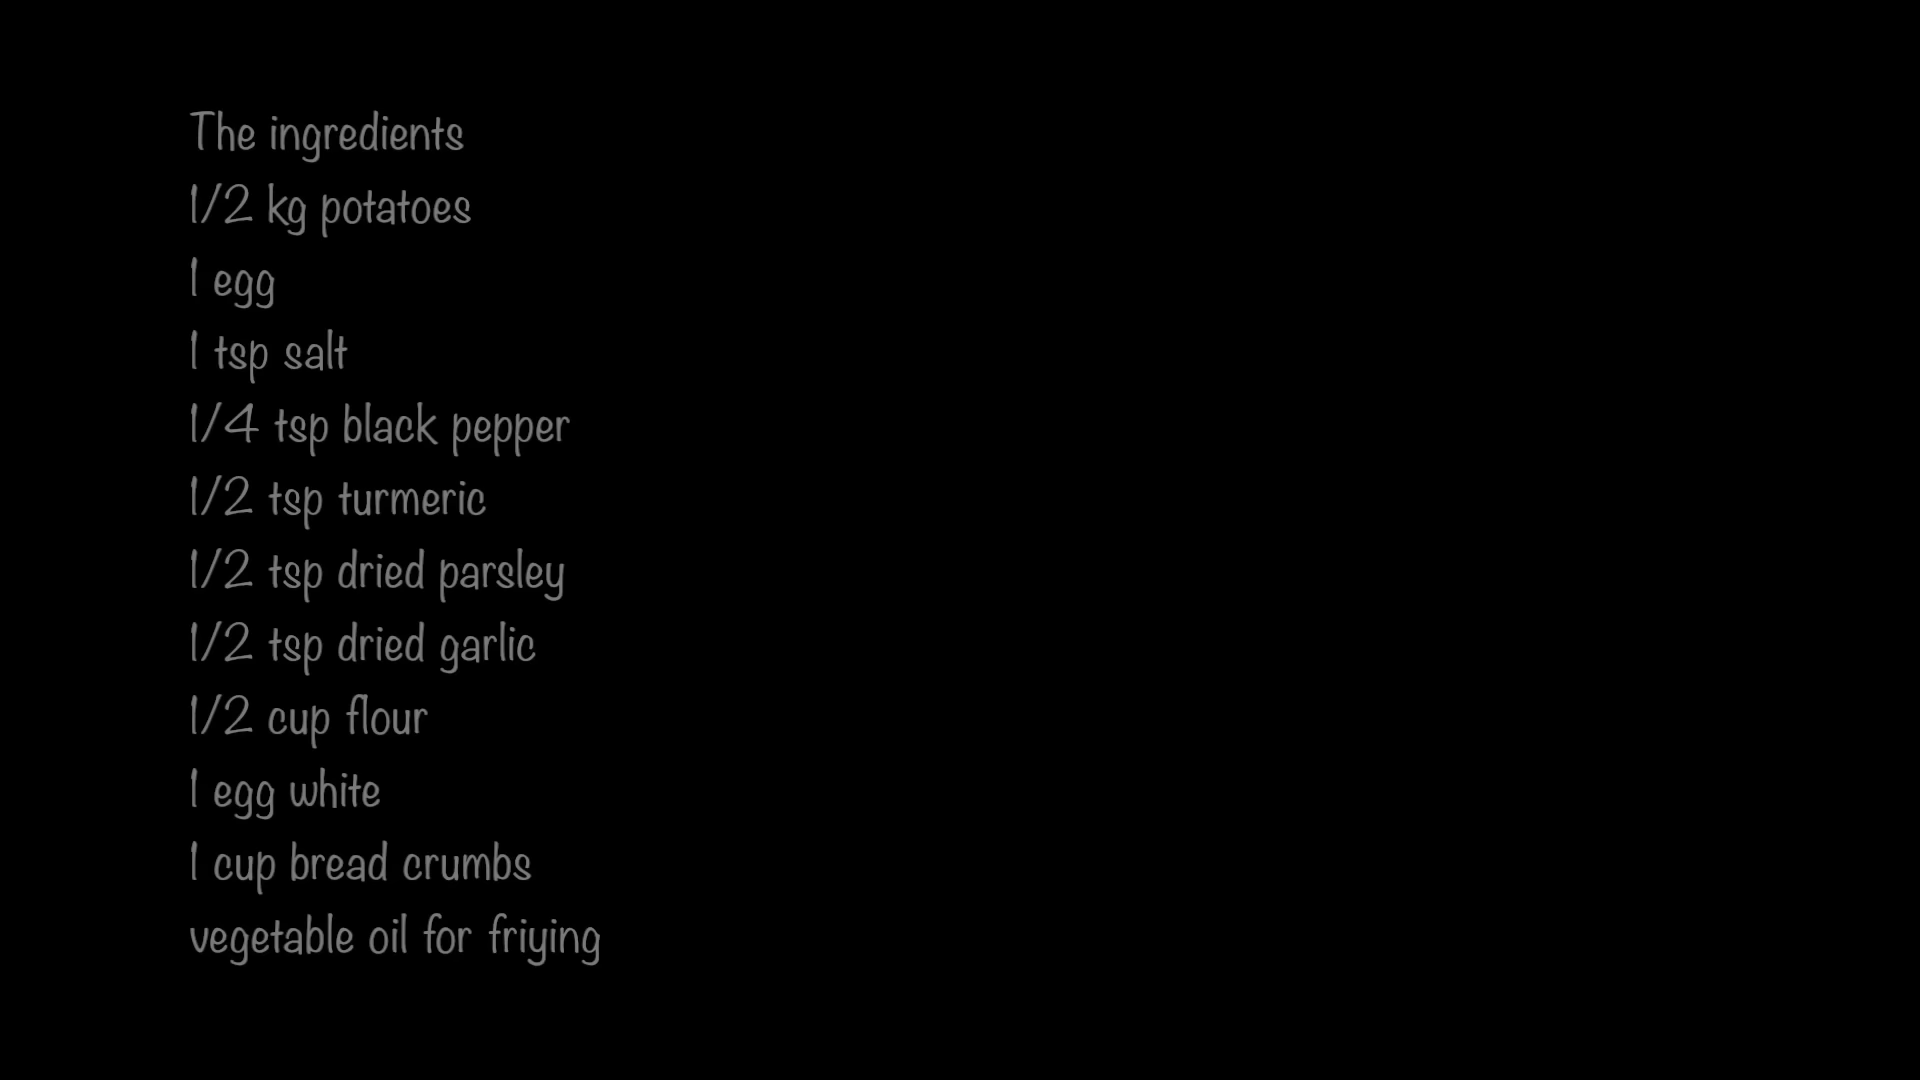 The ingredients
1/2 kg potatoes
1 egg
1 tsp salt
1/4 tsp black pepper
1/2 tsp turmeric
1/2 tsp dried parsley
1/2 tsp dried garlic
1/2 cup flour
1 egg white
1 cup bread crumbs
vegetable oil for friying